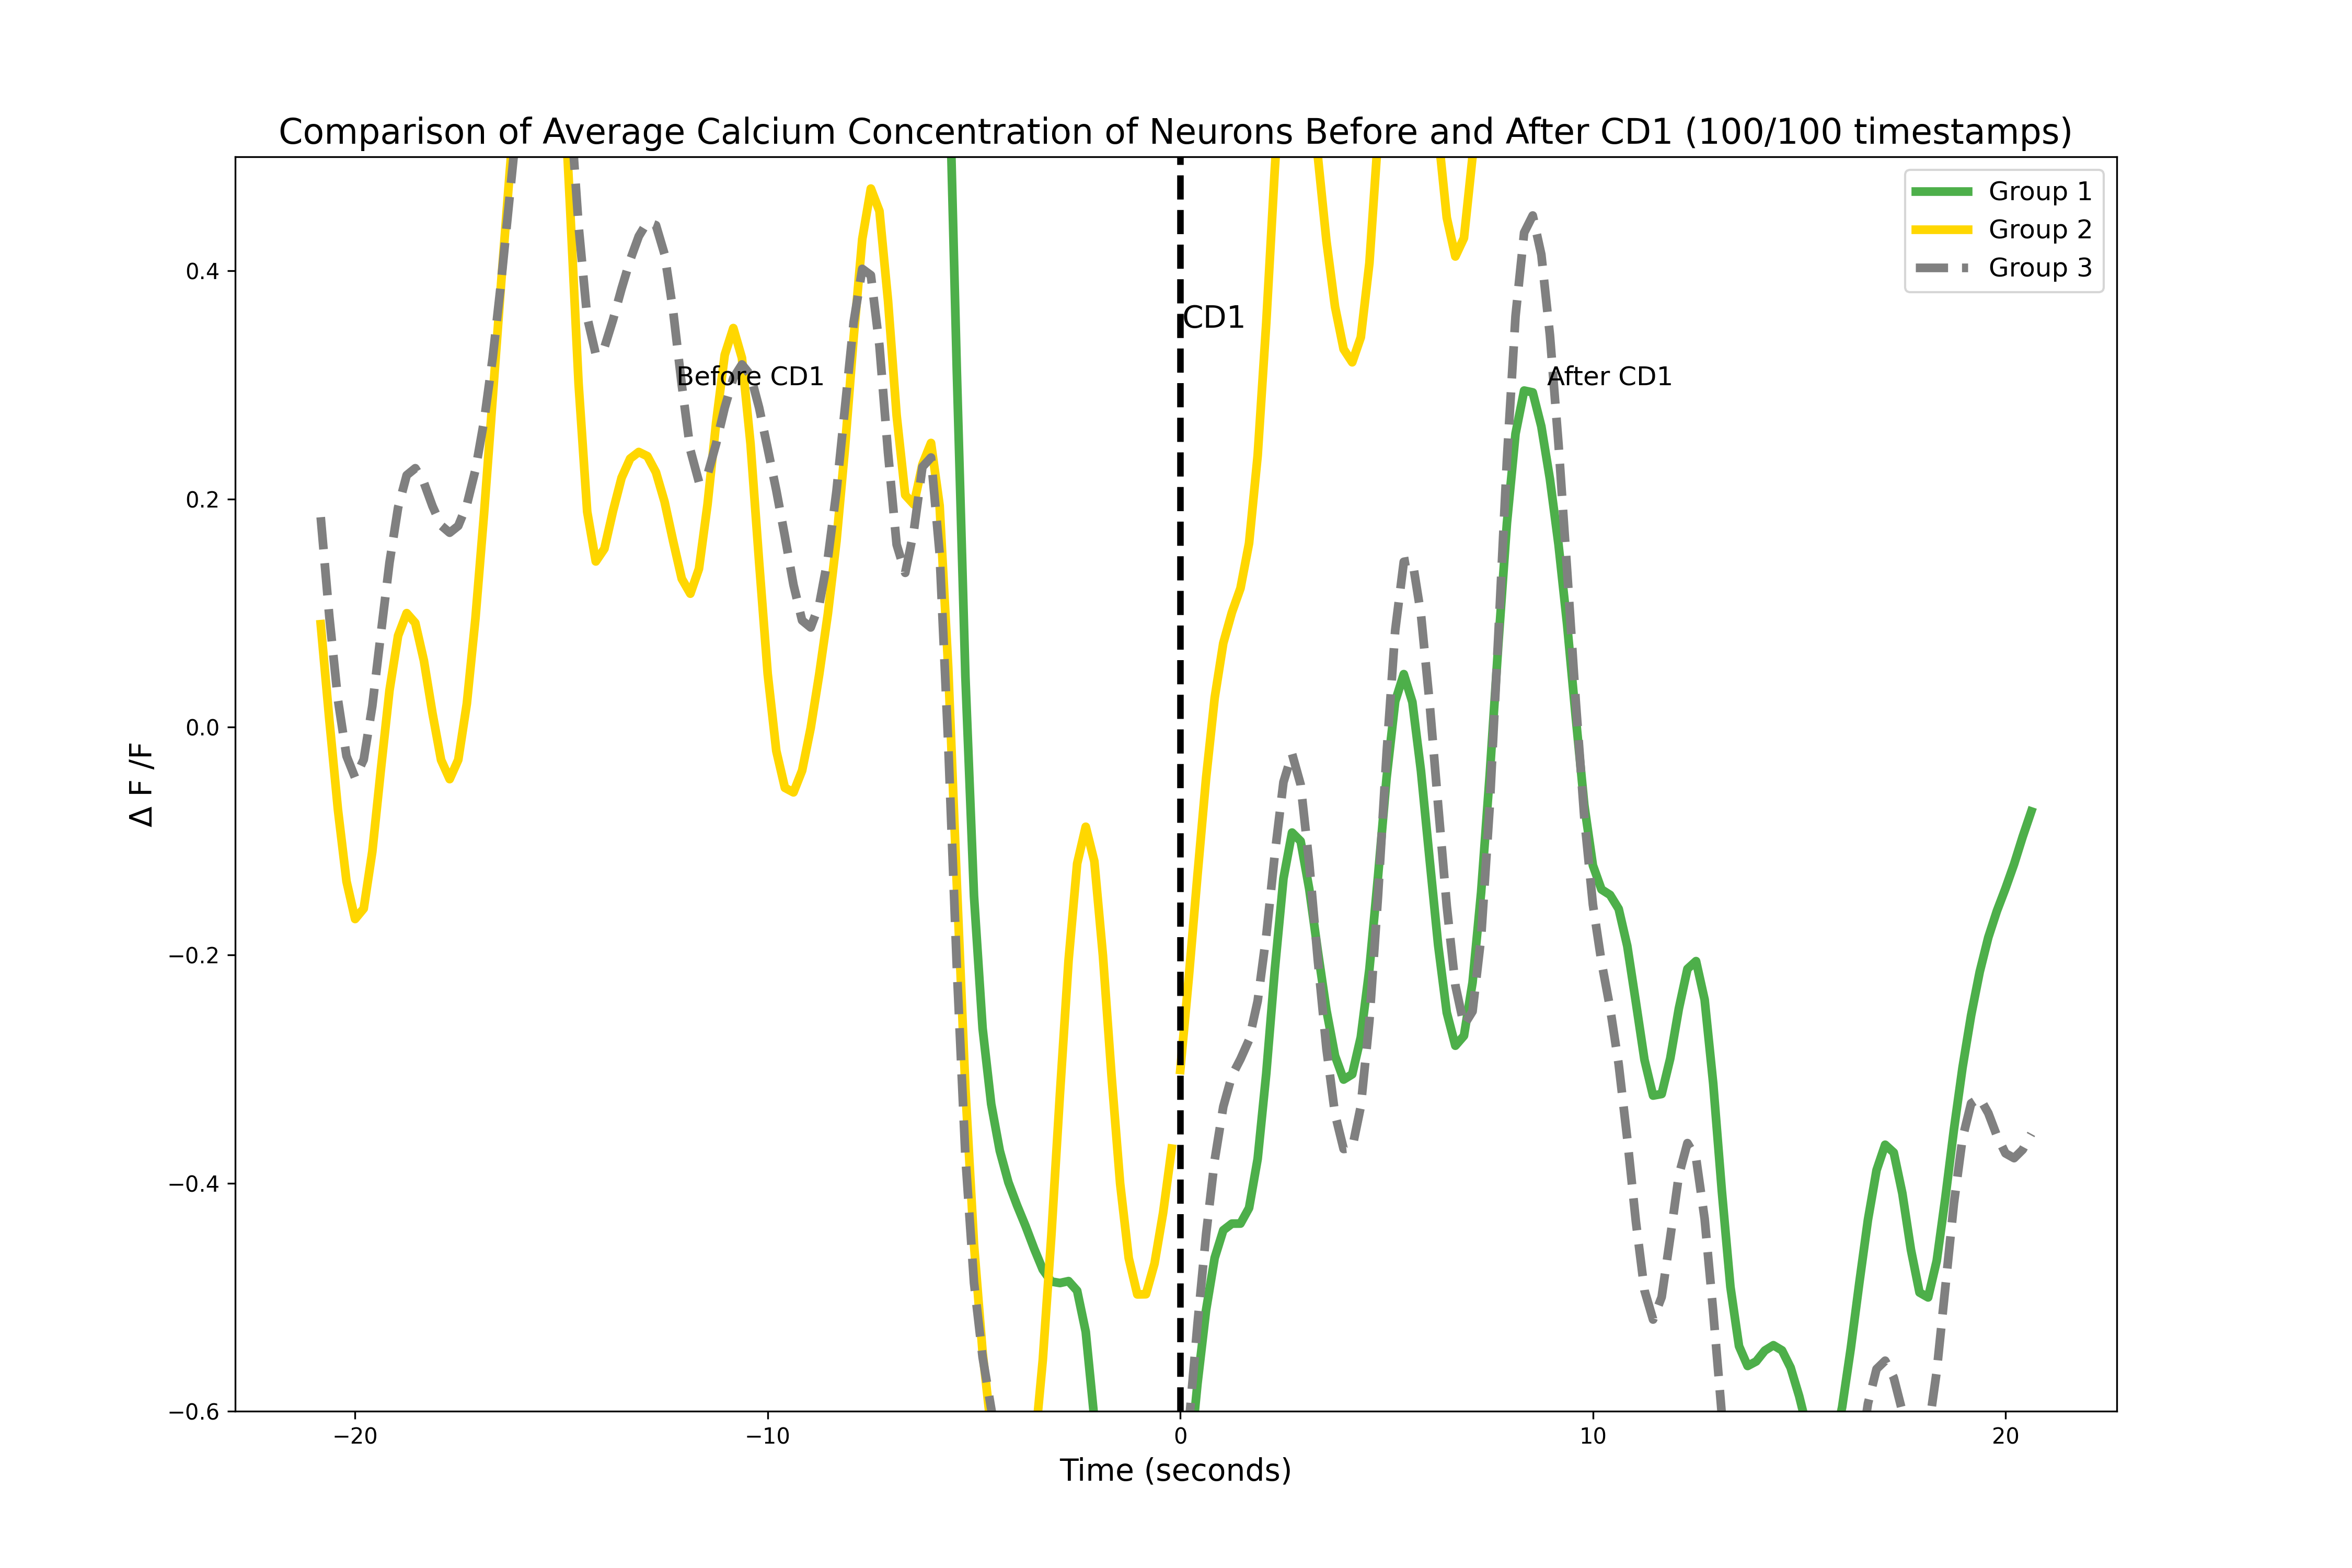 Comparison of Average Calcium Concentration of Neurons Before and After CD1 (100/100 timestamps)
Group 1
Group 2
Group 3
CD1
Before CD1
After CD1
0.4
0.2
0.0
−0.2
−0.4
−0.6
Δ F /F
−20
−10
0
10
20
Time (seconds)